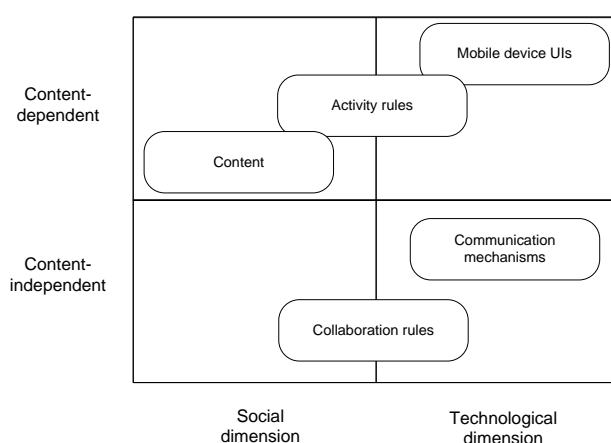 Mobile device UIs
Content-
dependent
Activity rules
Content
Communication
mechanisms
Content-
independent
Collaboration rules
Social
dimension
Technological
dimension